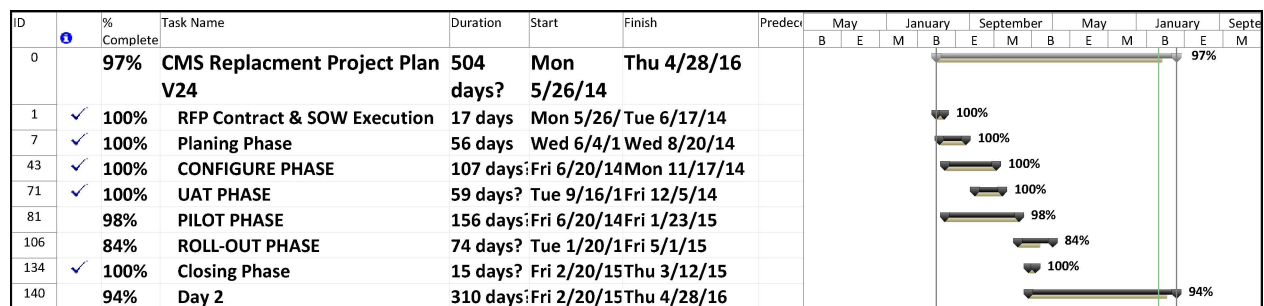 ID % Complete Task Name Duration Start Finish Predec May January September May January Septe
B E M B E M B E M B E M
0 97% CMS Replacment Project Plan V24 504 days? Mon 5/26/14 Thu 4/28/16 97%
1 100% RFP Contract & SOW Execution 17 days Mon 5/26/ Tue 6/17/14 100%
7 100% Planing Phase 56 days Wed 6/4/1 Wed 8/20/14 100%
43 100% CONFIGURE PHASE 107 days? Fri 6/20/14 Mon 11/17/14 100%
71 100% UAT PHASE 59 days? Tue 9/16/1 Fri 12/5/14 100%
81 98% PILOT PHASE 156 days? Fri 6/20/14 Fri 1/23/15 98%
106 84% ROLL-OUT PHASE 74 days? Tue 1/20/1 Fri 5/1/15 84%
134 100% Closing Phase 15 days? Fri 2/20/15 Thu 3/12/15 100%
140 94% Day 2 310 days? Fri 2/20/15 Thu 4/28/16 94%